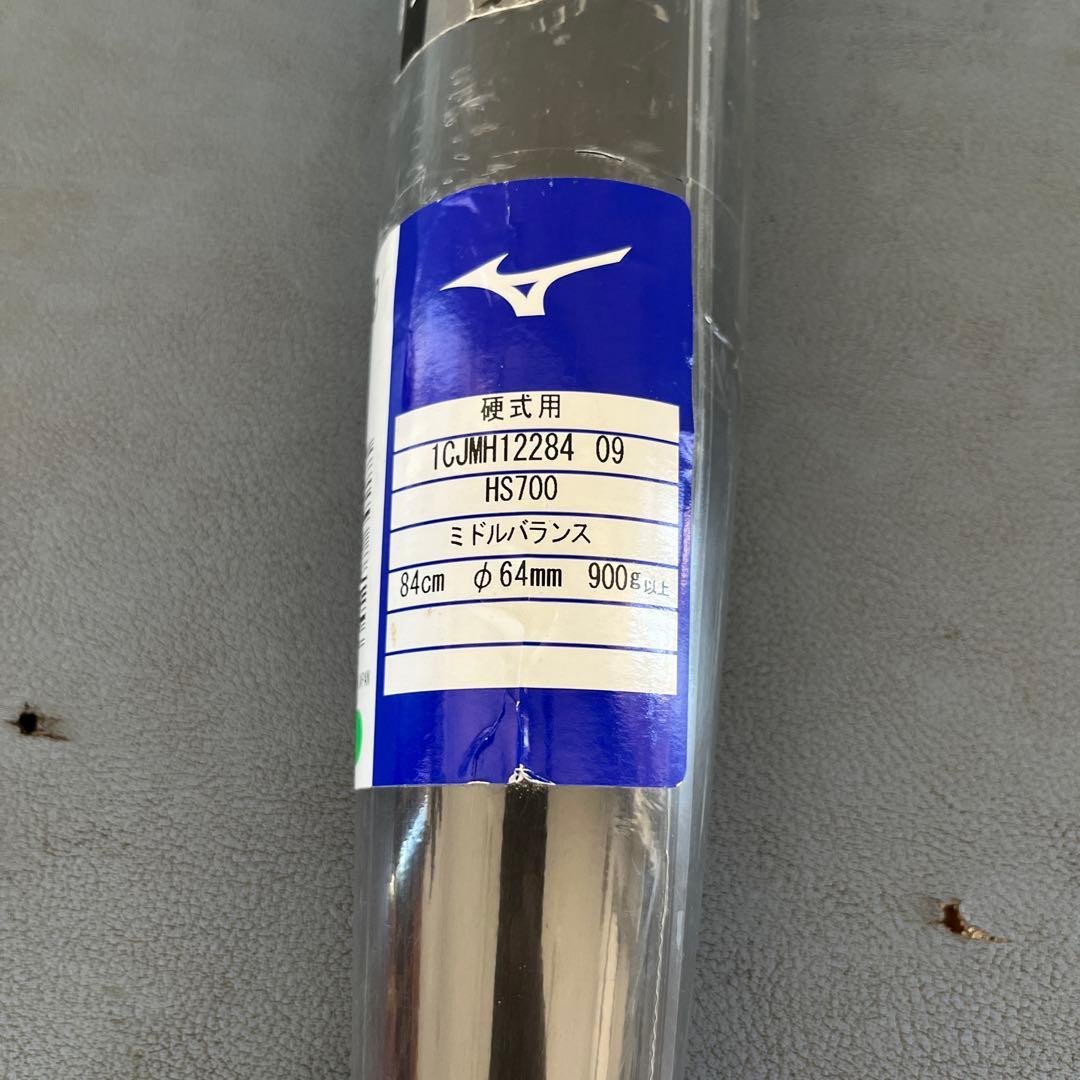 硬式用
1CJMH12284 09
HS700
ミドルバランス
84cm φ64mm 900g以上